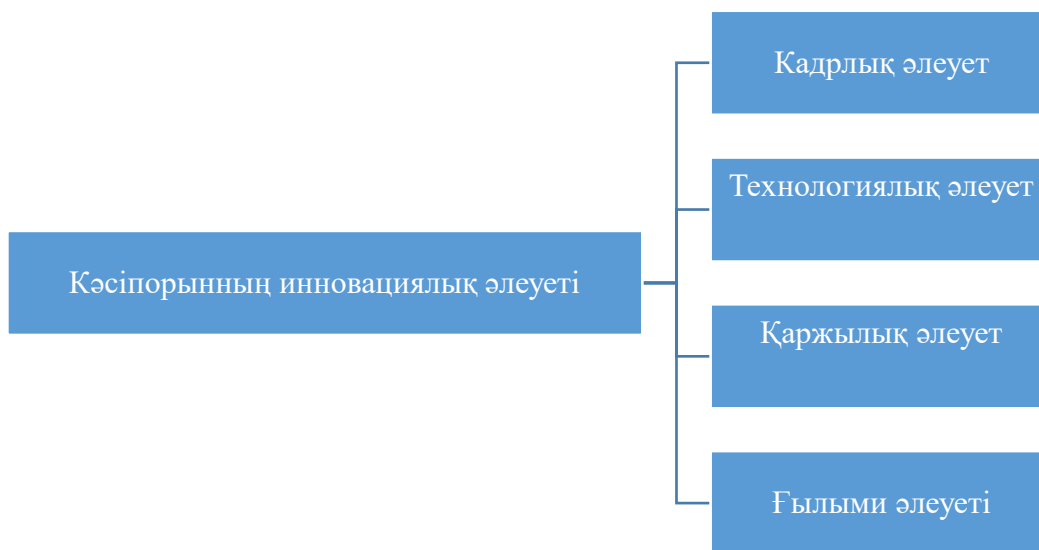 Кадрлық әлеует
Технологиялық әлеует
Кәсіпорынның инновациялық әлеуеті
Қаржылық әлеует
Ғылыми әлеуеті